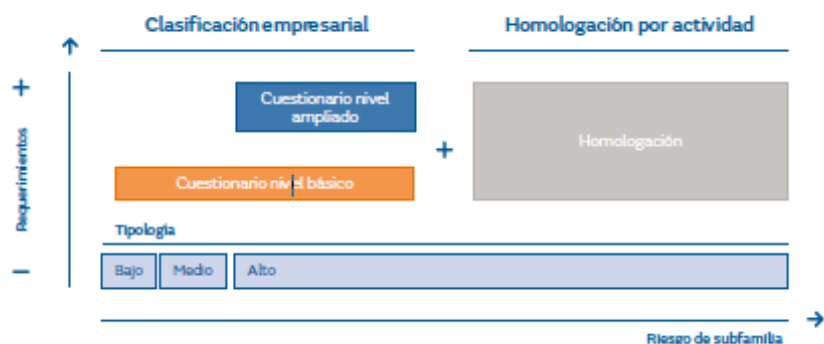 Clasificación empresarial
Homologación por actividad
+
Requerimientos
−
Cuestionario nivel
ampliado
+
Homologación
Cuestionario nivel básico
Tipología
Bajo
Medio
Alto
Riesgo de subfamilia